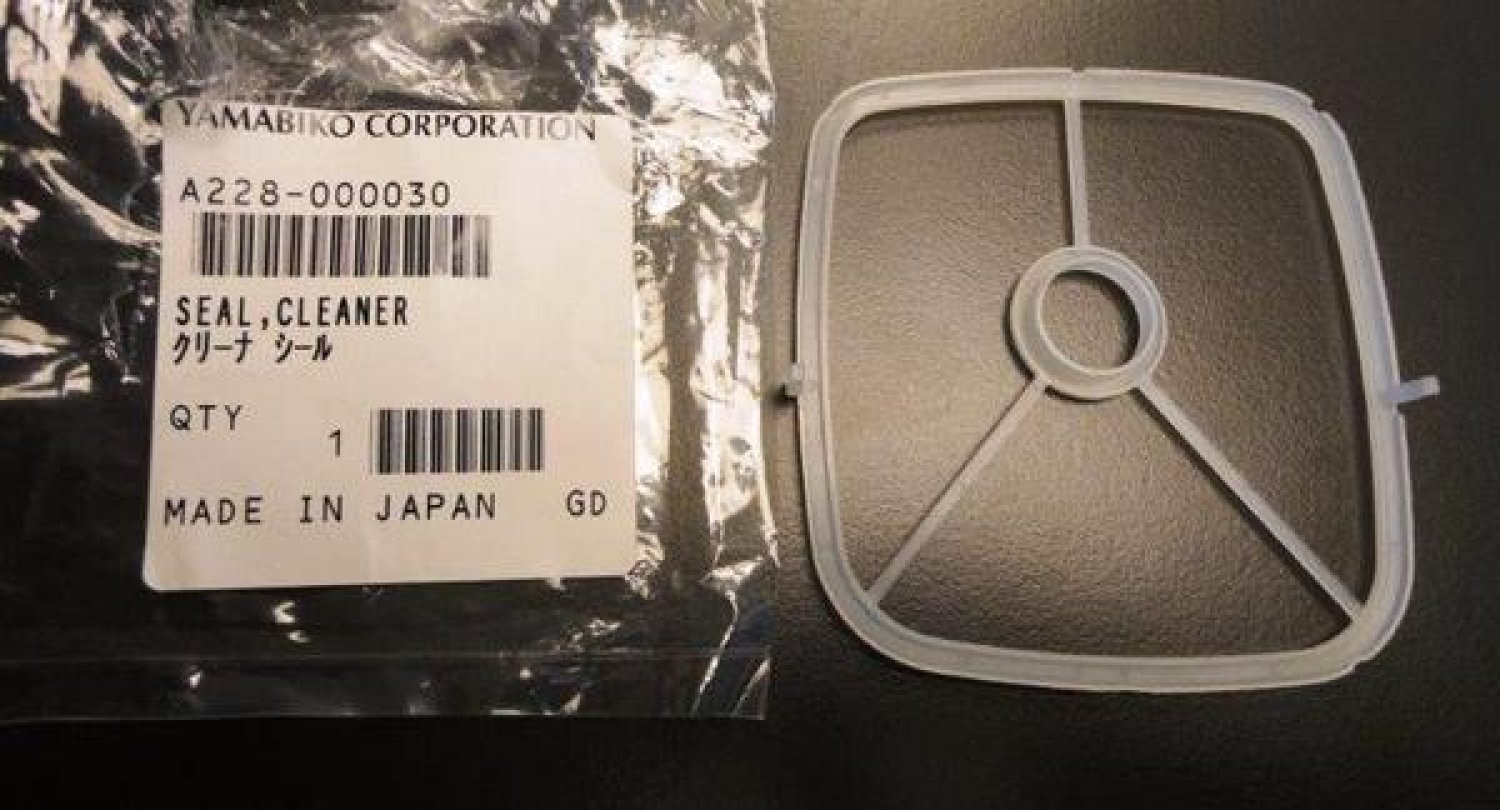 YAMABIKO CORPORATION
A228-000030
SEAL,CLEANER
クリーナ シール
QTY 1
MADE IN JAPAN GD